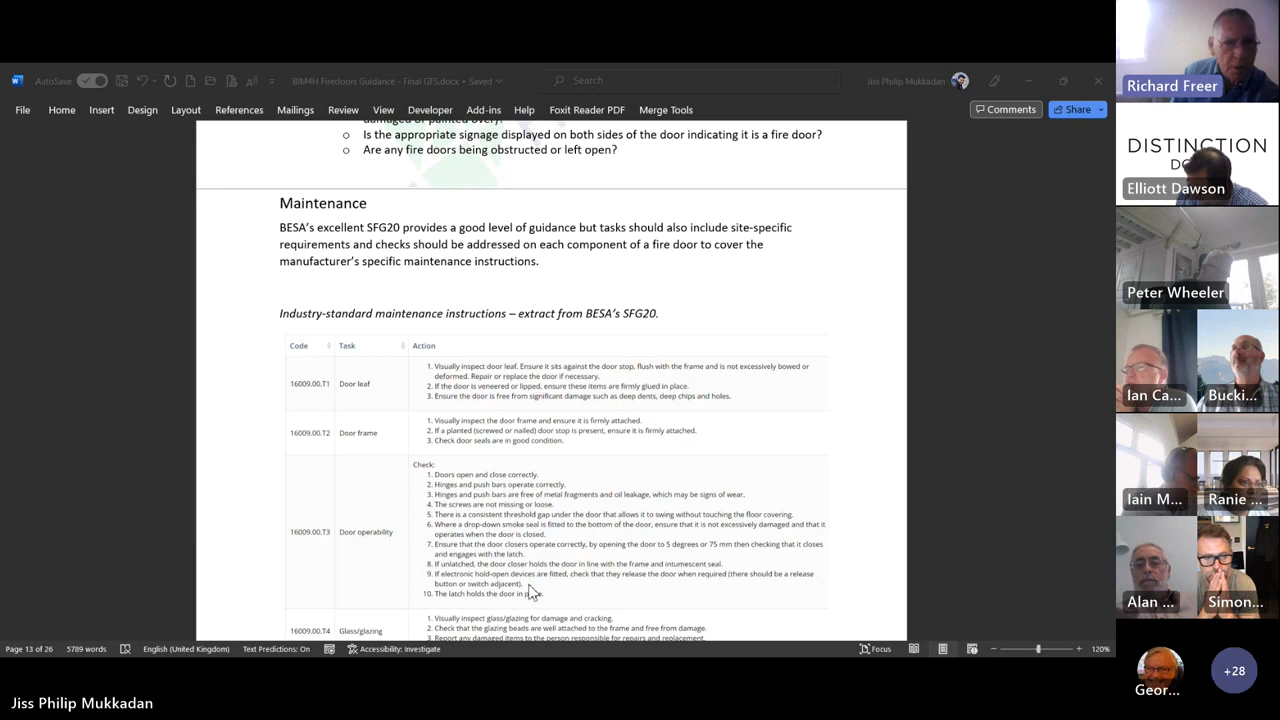 AutoSave
BIM4H Firedoors Guidance - Final GFS.docx • Saved
Search
Jiss Philip Mukkadan
File Home Insert Design Layout References Mailings Review View Developer Add-ins Help Foxit Reader PDF Merge Tools
Comments
Share
damaged or painted over?
o Is the appropriate signage displayed on both sides of the door indicating it is a fire door?
o Are any fire doors being obstructed or left open?
Maintenance
BESA's excellent SFG20 provides a good level of guidance but tasks should also include site-specific
requirements and checks should be addressed on each component of a fire door to cover the
manufacturer's specific maintenance instructions.
Industry-standard maintenance instructions – extract from BESA's SFG20.
Code Task Action
16009.00.T1 Door leaf
1. Visually inspect door leaf. Ensure it sits against the door stop, flush with the frame and is not excessively bowed or
deformed. Repair or replace the door if necessary.
2. If the door is veneered or lipped, ensure these items are firmly glued in place.
3. Ensure the door is free from significant damage such as deep dents, deep chips and holes.
16009.00.T2 Door frame
1. Visually inspect the door frame and ensure it is firmly attached.
2. If a planted (screwed or nailed) door stop is present, ensure it is firmly attached.
3. Check door seals are in good condition.
16009.00.T3 Door operability
Check:
1. Doors open and close correctly.
2. Hinges and push bars operate correctly.
3. Hinges and push bars are free of metal fragments and oil leakage, which may be signs of wear.
4. The screws are not missing or loose.
5. There is a consistent threshold gap under the door that allows it to swing without touching the floor covering.
6. Where a drop-down smoke seal is fitted to the bottom of the door, ensure that it is not excessively damaged and that it
operates when the door is closed.
7. Ensure that the door closers operate correctly, by opening the door to 5 degrees or 75 mm then checking that it closes
and engages with the latch.
8. If unlatched, the door closer holds the door in line with the frame and intumescent seal.
9. If electronic hold-open devices are fitted, check that they release the door when required (there should be a release
button or switch adjacent).
10. The latch holds the door in
16009.00.T4 Glass/glazing
1. Visually inspect glass/glazing for damage and cracking.
2. Check that the glazing beads are well attached to the frame and free from damage.
3. Report any damaged items to the person responsible for repairs and replacement.
Page 13 of 26 5789 words English (United Kingdom) Text Predictions: On Accessibility: Investigate Focus 120%
Jiss Philip Mukkadan
Richard Freer
DISTINCTION
Elliott Dawson
Peter Wheeler
Ian Ca...
Bucki...
Iain M...
Ranie ...
Alan ...
Simon...
Geor...
+28